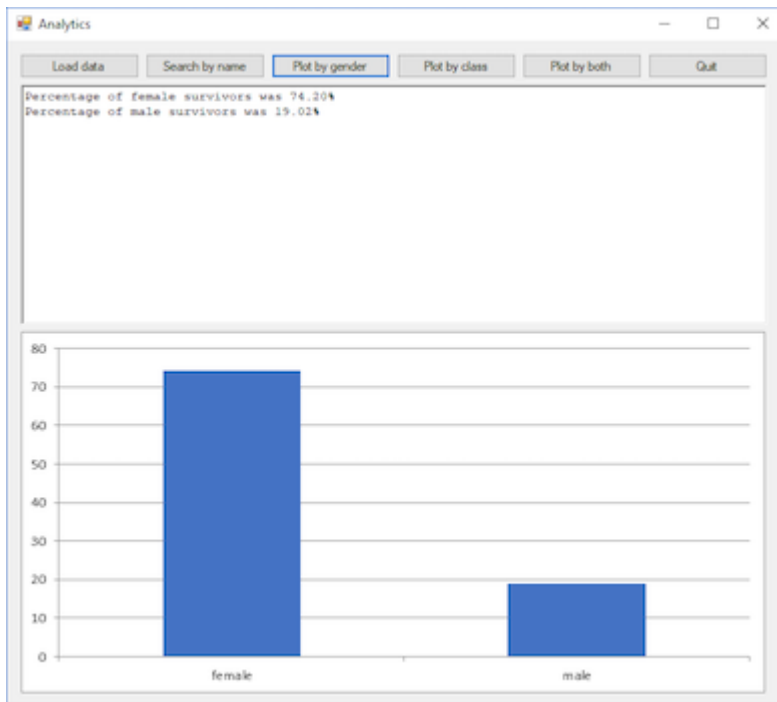 Analytics
Load data Search by name Plot by gender Plot by class Plot by both Quit
Percentage of female survivors was 74.20%
Percentage of male survivors was 19.02%
80
70
60
50
40
30
20
10
0
female male